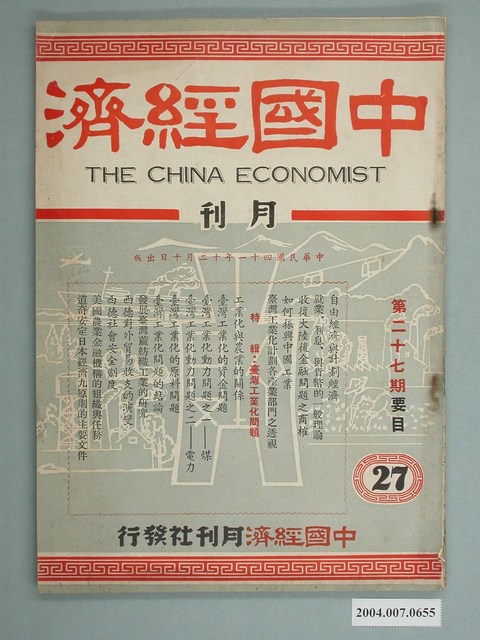 中國經濟
THE CHINA ECONOMIST
月刊
中華民國四十一年十二月十日出版
第二十七期要目
自由經濟與計劃經濟
就業、利息、與貨幣的一般理論
收復大陸後金融問題之商榷
如何振興中國工業
臺灣工業化計劃各產業部門之透視
特輯：臺灣工業化問題
工業化與農業的關係
臺灣工業化的資金問題
臺灣工業化動力問題之一——煤
臺灣工業化動力問題之二——電力
臺灣工業化的原料問題
臺灣工業化問題的結論
發展臺灣蔴紡織工業的研究
西德對外貿易收支的演變
西德社會安全制度
美國農業金融機構的組織與任務
道奇安定日本經濟九原則的主要文件
27
中國經濟月刊社發行
2004.007.0655